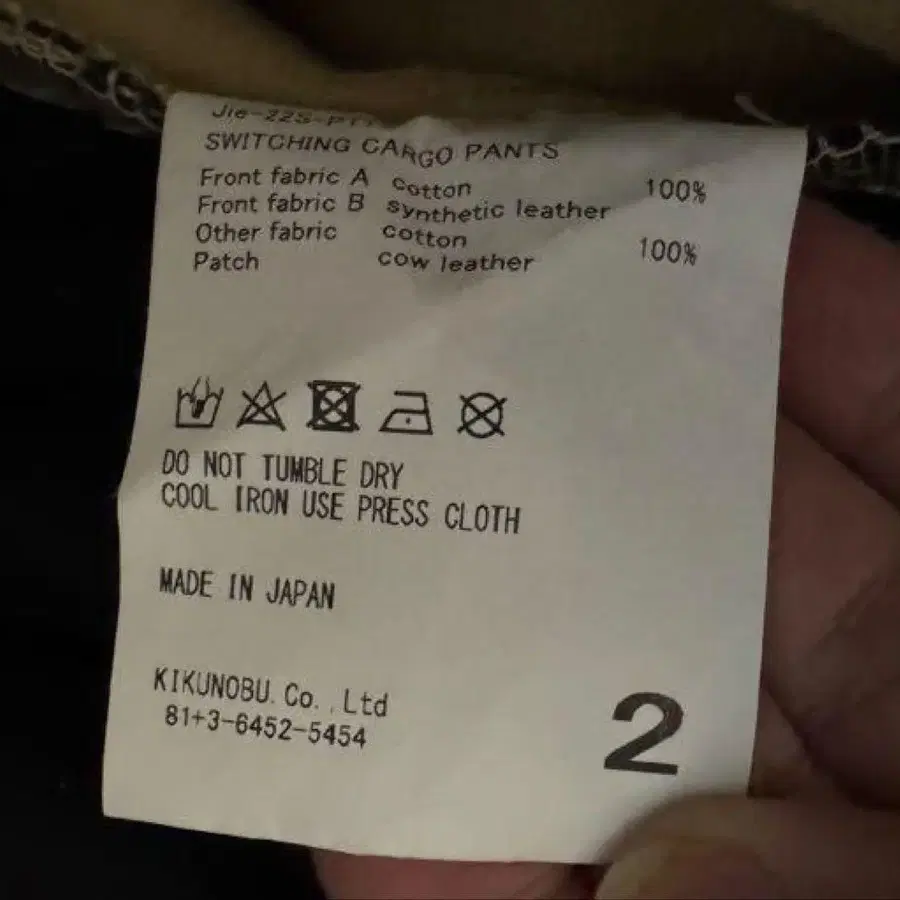 SWITCHING CARGO PANTS
Front fabric A cotton 100%
Front fabric B synthetic leather
Other fabric cotton 100%
Patch cow leather
DO NOT TUMBLE DRY
COOL IRON USE PRESS CLOTH
MADE IN JAPAN
KIKUNOBU. Co., Ltd
81+3-6452-5454
2